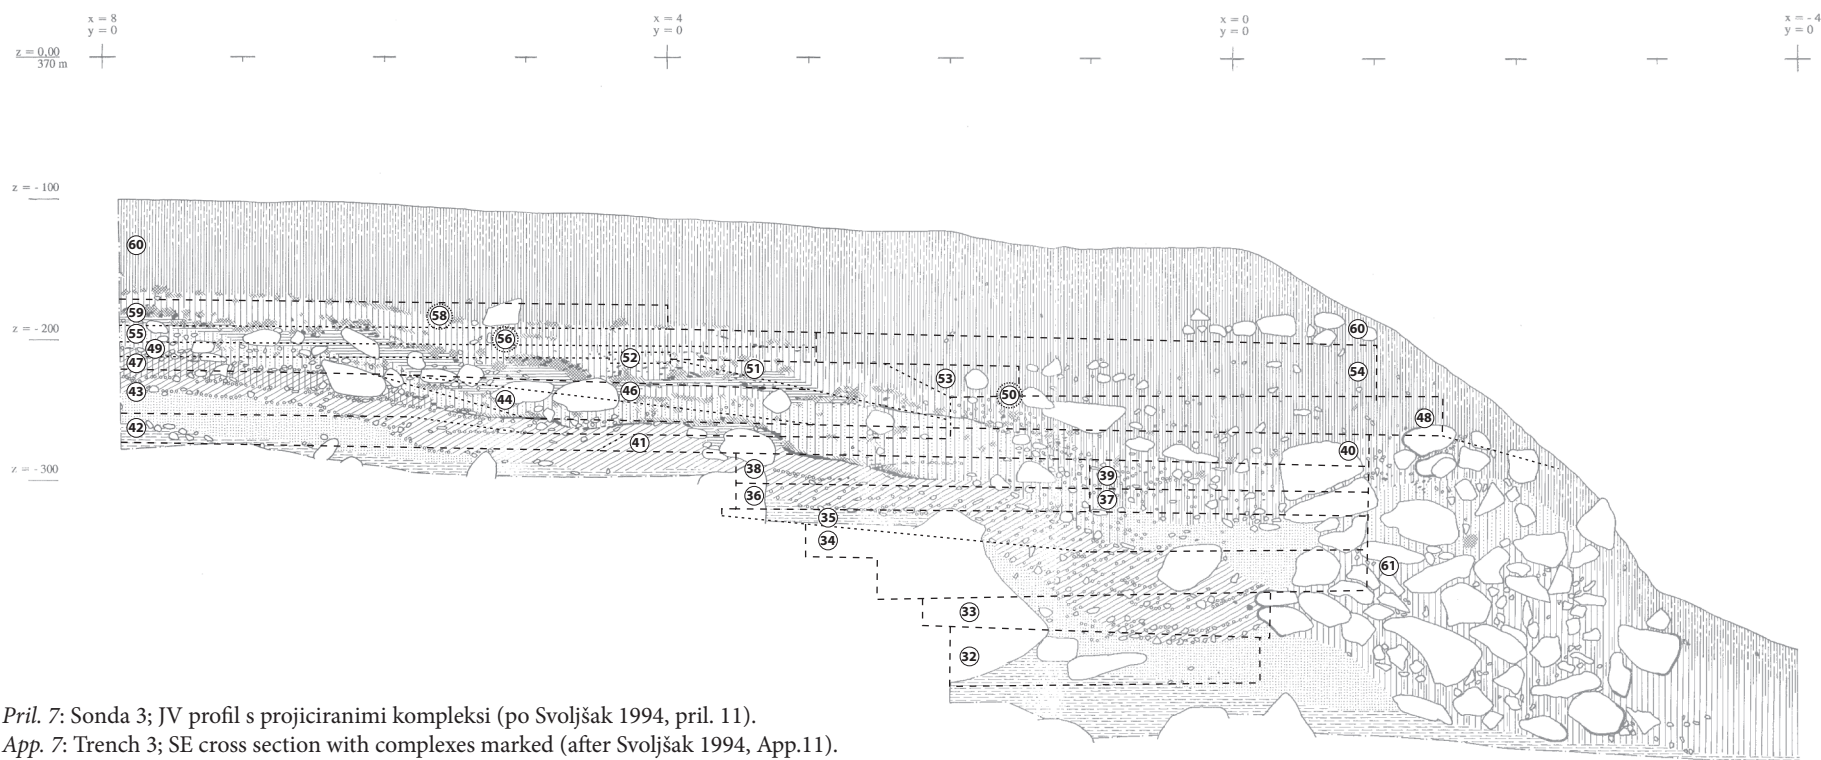 x = 8
y = 0
x = 4
y = 0
x = 0
y = 0
x = - 4
y = 0
z = 0,00
370 m
z = - 100
60
59
58
z = - 200
60
55
56
49
52
47
51
54
53
43
46
50
44
48
42
41
40
z = - 300
38
39
36
37
35
34
61
33
32
Pril. 7: Sonda 3; JV profil s projiciranimi kompleksi (po Svoljšak 1994, pril. 11).
App. 7: Trench 3; SE cross section with complexes marked (after Svoljšak 1994, App.11).